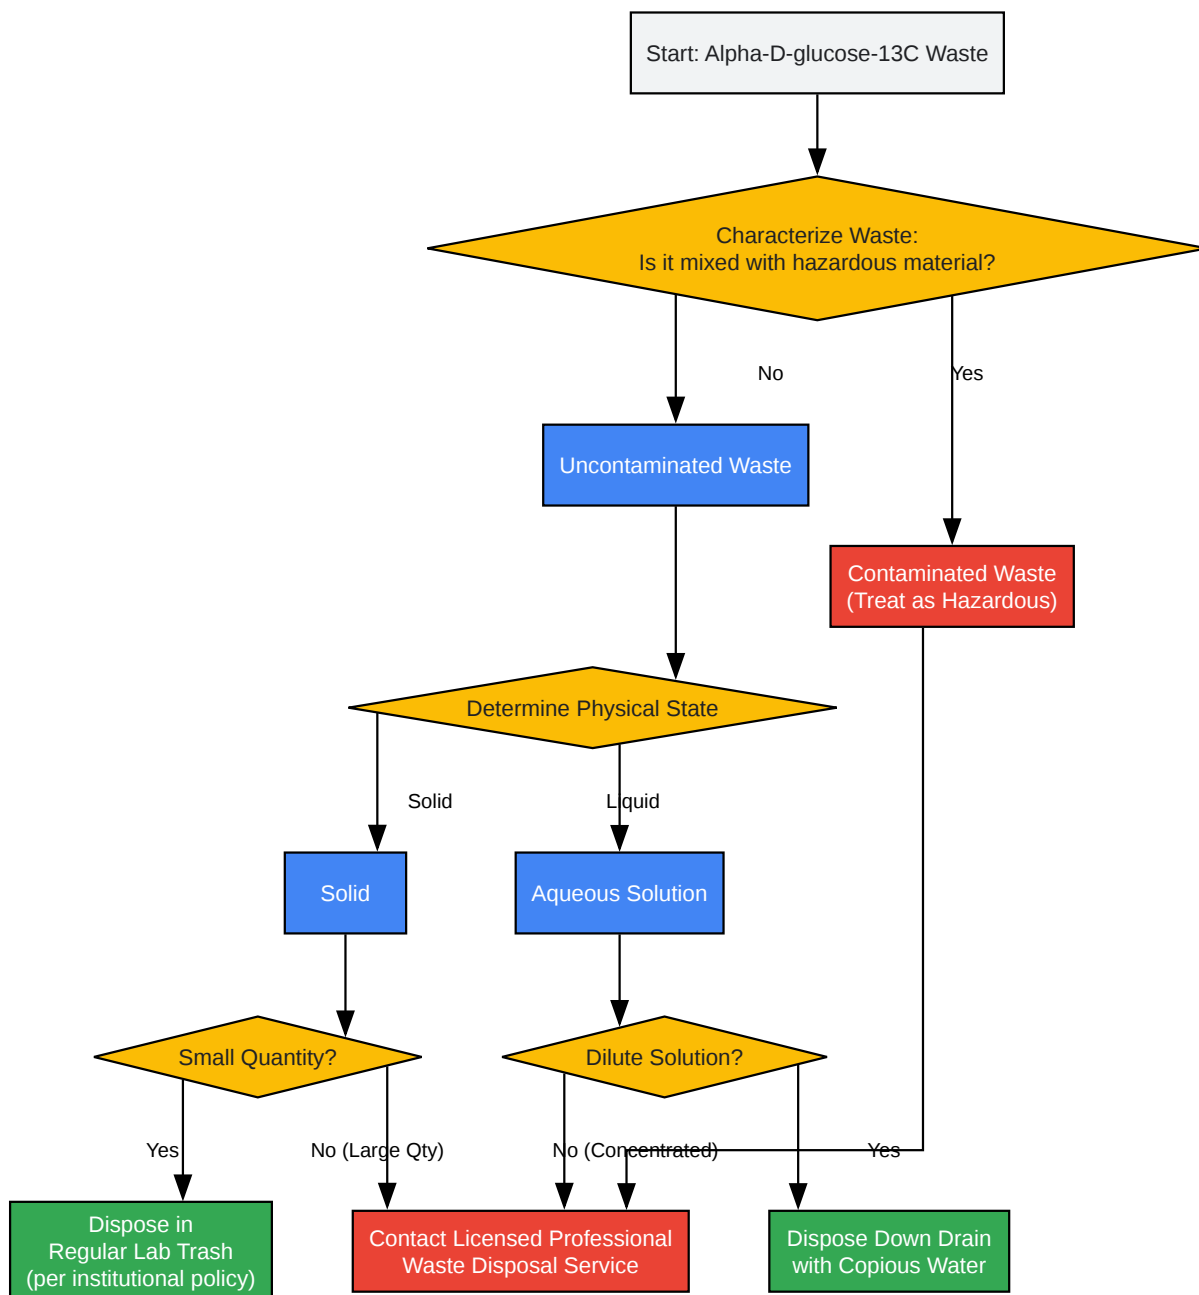 Start: Alpha-D-glucose-13C Waste
Characterize Waste:
Is it mixed with hazardous material?
No
Yes
Uncontaminated Waste
Contaminated Waste
(Treat as Hazardous)
Determine Physical State
Solid
Liquid
Solid
Aqueous Solution
Small Quantity?
Dilute Solution?
Yes
No (Large Qty)
No (Concentrated)
Yes
Dispose in
Regular Lab Trash
(per institutional policy)
Contact Licensed Professional
Waste Disposal Service
Dispose Down Drain
with Copious Water